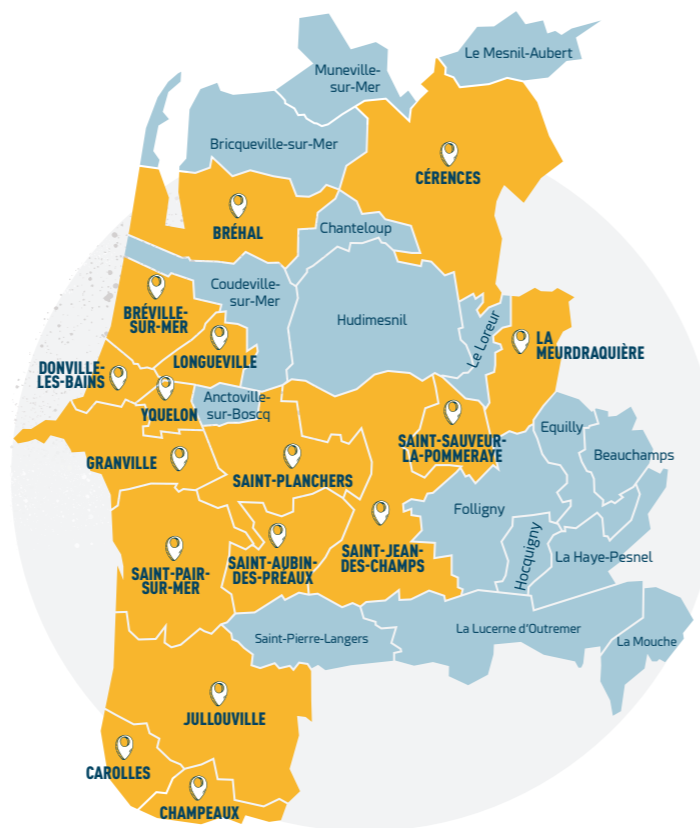 Le Mesnil-Aubert
Muneville-
sur-Mer
Bricqueville-sur-Mer
CÉRENCES
BRÉHAL
Chanteloup
Coudeville-
sur-Mer
BRÉVILLE-
SUR-MER
Hudimesnil
Le Loreur
LA
MEURDRAQUIÈRE
LONGUEVILLE
DONVILLE-
LES-BAINS
YQUELON
Anctoville-
sur-Boscq
SAINT-SAUVEUR-
LA-POMMERAYE
Equilly
Beauchamps
GRANVILLE
SAINT-PLANCHERS
Folligny
Hocquigny
La Haye-Pesnel
SAINT-PAIR-
SUR-MER
SAINT-AUBIN-
DES-PRÉAUX
SAINT-JEAN-
DES-CHAMPS
Saint-Pierre-Langers
La Lucerne d'Outremer
La Mouche
JULLOUVILLE
CAROLLES
CHAMPEAUX